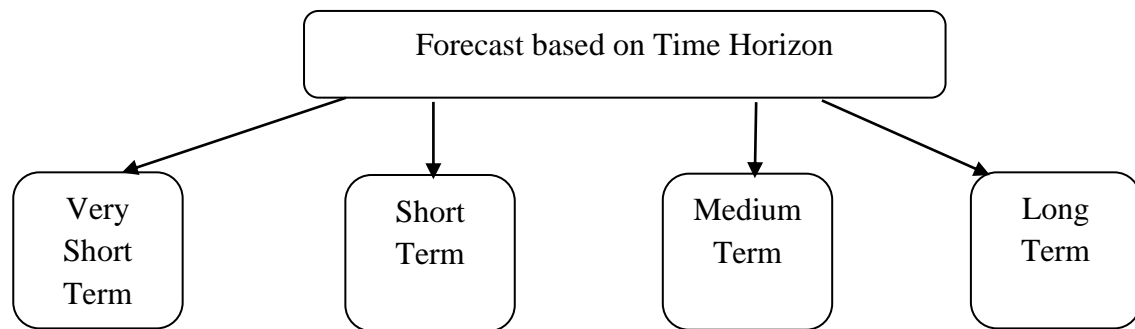 Forecast based on Time Horizon
Very
Short
Term
Short
Term
Medium
Term
Long
Term